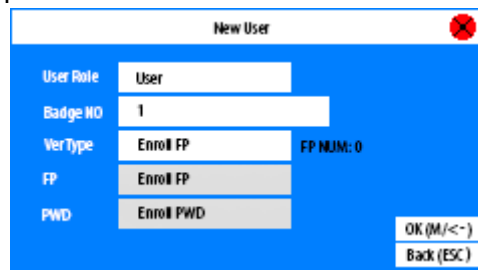 New User
User Role User
Badge NO 1
VerType Enroll FP FP NUM: 0
FP Enroll FP
PWD Enroll PWD
OK (M/<-)
Back (ESC)